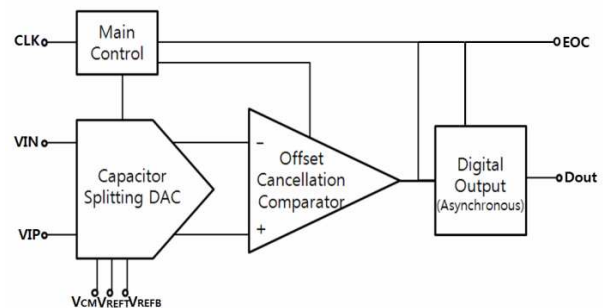 CLK
Main
Control
EOC
VIN
Capacitor
Splitting DAC
VIP
-
Offset
Cancellation
Comparator
+
Digital
Output
(Asynchronous)
Dout
VCM VREFT VREFB